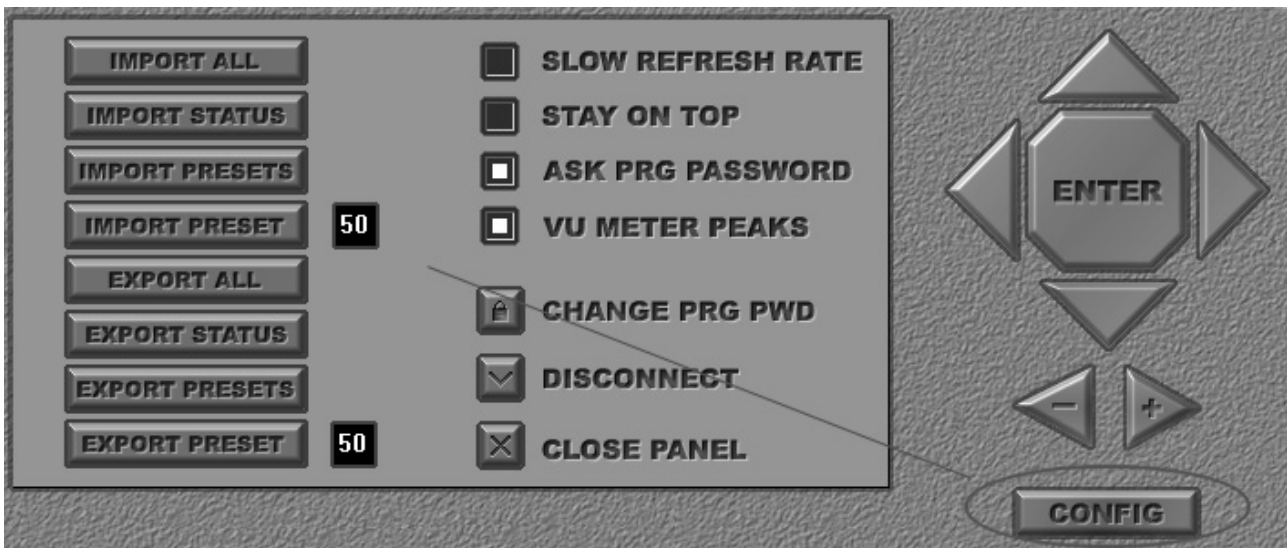 IMPORT ALL
IMPORT STATUS
IMPORT PRESETS
IMPORT PRESET 50
EXPORT ALL
EXPORT STATUS
EXPORT PRESETS
EXPORT PRESET 50
SLOW REFRESH RATE
STAY ON TOP
ASK PRG PASSWORD
VU METER PEAKS
CHANGE PRG PWD
DISCONNECT
CLOSE PANEL
ENTER
- +
CONFIG